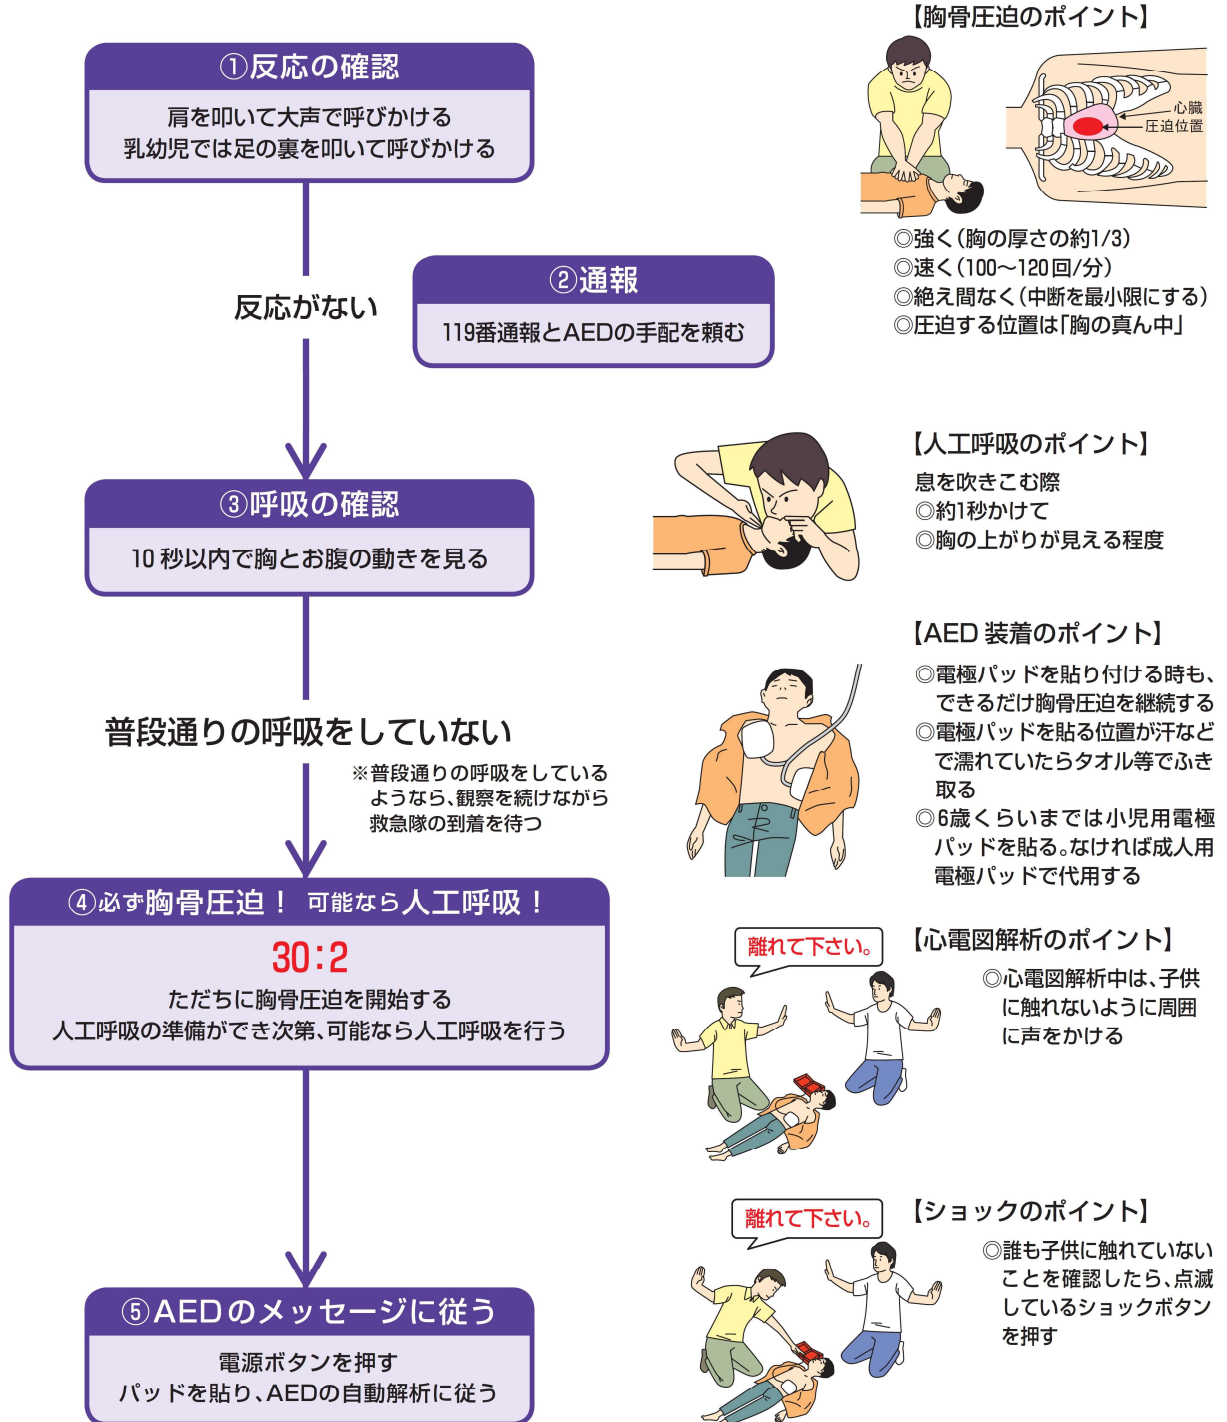 ①反応の確認
肩を叩いて大声で呼びかける
乳幼児では足の裏を叩いて呼びかける
反応がない
②通報
119番通報とAEDの手配を頼む
③呼吸の確認
10秒以内で胸とお腹の動きを見る
普段通りの呼吸をしていない
※普段通りの呼吸をしている
ようなら、観察を続けながら
救急隊の到着を待つ
④必ず胸骨圧迫！ 可能なら人工呼吸！
30：2
ただちに胸骨圧迫を開始する
人工呼吸の準備ができ次第、可能なら人工呼吸を行う
⑤AEDのメッセージに従う
電源ボタンを押す
パッドを貼り、AEDの自動解析に従う
【胸骨圧迫のポイント】
心臓
圧迫位置
◎強く（胸の厚さの約1/3）
◎速く（100〜120回/分）
◎絶え間なく（中断を最小限にする）
◎圧迫する位置は「胸の真ん中」
【人工呼吸のポイント】
息を吹きこむ際
◎約1秒かけて
◎胸の上がりが見える程度
【AED 装着のポイント】
◎電極パッドを貼り付ける時も、
できるだけ胸骨圧迫を継続する
◎電極パッドを貼る位置が汗など
で濡れていたらタオル等でふき
取る
◎6歳くらいまでは小児用電極
パッドを貼る。なければ成人用
電極パッドで代用する
離れて下さい。
【心電図解析のポイント】
◎心電図解析中は、子供
に触れないように周囲
に声をかける
離れて下さい。
【ショックのポイント】
◎誰も子供に触れていない
ことを確認したら、点滅
しているショックボタン
を押す